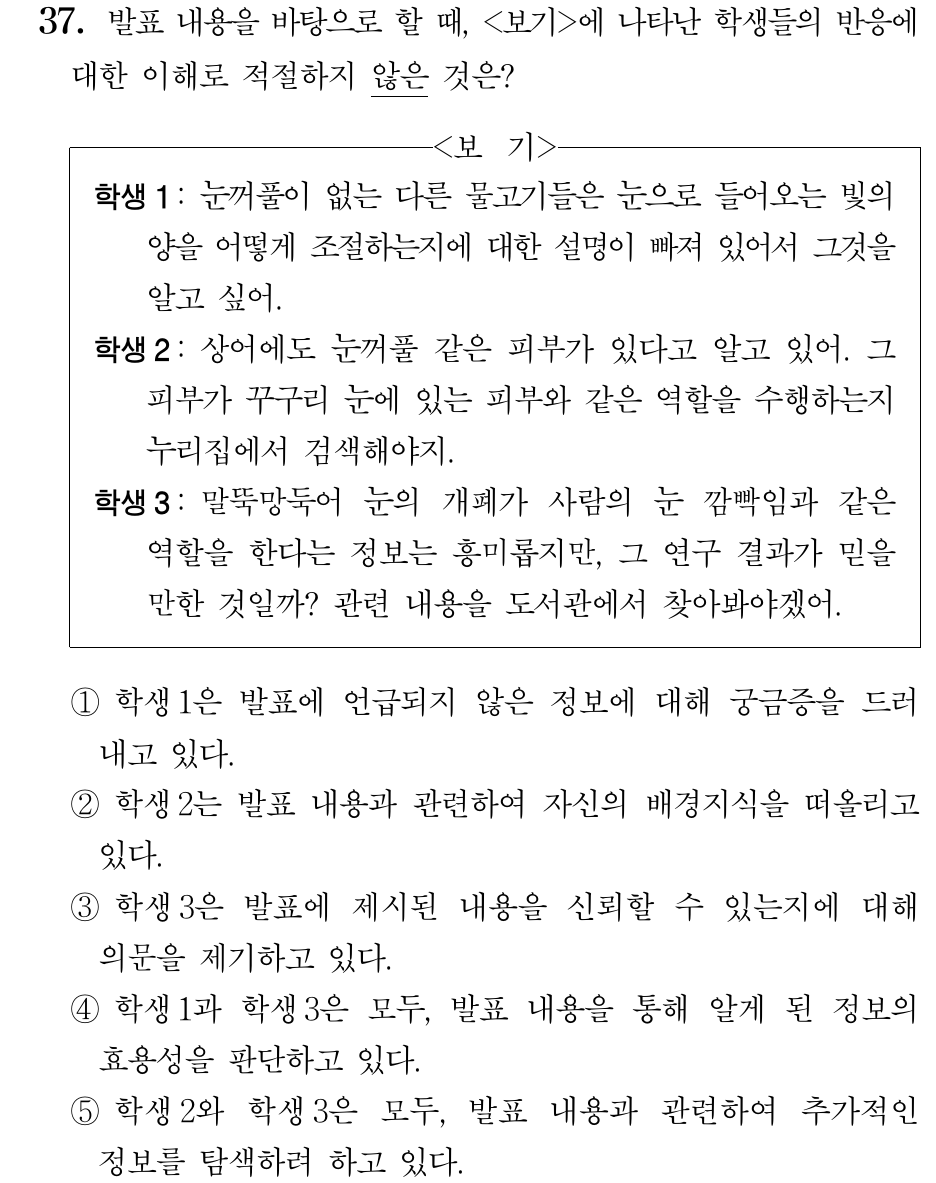 37. 발표 내용을 바탕으로 할 때, <보기>에 나타난 학생들의 반응에
대한 이해로 적절하지 않은 것은?
<보 기>
학생 1 : 눈꺼풀이 없는 다른 물고기들은 눈으로 들어오는 빛의
양을 어떻게 조절하는지에 대한 설명이 빠져 있어서 그것을
알고 싶어.
학생 2 : 상어에도 눈꺼풀 같은 피부가 있다고 알고 있어. 그
피부가 꾸구리 눈에 있는 피부와 같은 역할을 수행하는지
누리집에서 검색해야지.
학생 3 : 말뚝망둑어 눈의 개폐가 사람의 눈 깜빡임과 같은
역할을 한다는 정보는 흥미롭지만, 그 연구 결과가 믿을
만한 것일까? 관련 내용을 도서관에서 찾아봐야겠어.
① 학생 1은 발표에 언급되지 않은 정보에 대해 궁금증을 드러
내고 있다.
② 학생 2는 발표 내용과 관련하여 자신의 배경지식을 떠올리고
있다.
③ 학생 3은 발표에 제시된 내용을 신뢰할 수 있는지에 대해
의문을 제기하고 있다.
④ 학생 1과 학생 3은 모두, 발표 내용을 통해 알게 된 정보의
효용성을 판단하고 있다.
⑤ 학생 2와 학생 3은 모두, 발표 내용과 관련하여 추가적인
정보를 탐색하려 하고 있다.